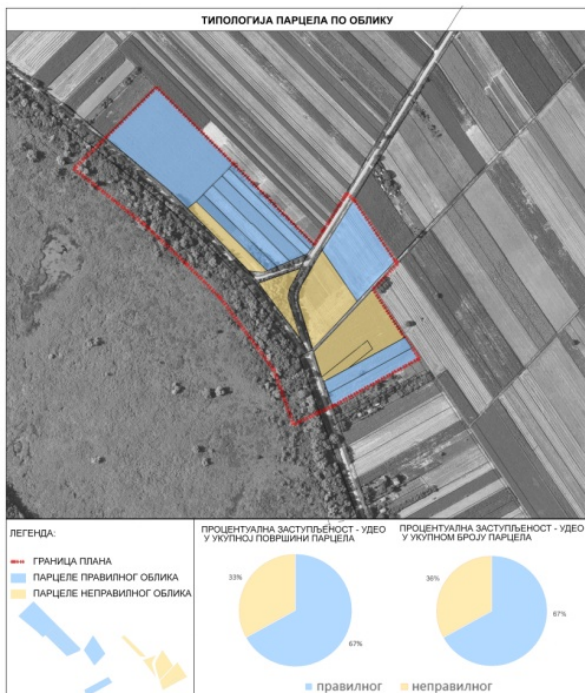 ТИПОЛОГИЈА ПАРЦЕЛА ПО ОБЛИКУ
ЛЕГЕНДА:
ГРАНИЦА ПЛАНА
ПАРЦЕЛЕ ПРАВИЛНОГ ОБЛИКА
ПАРЦЕЛЕ НЕПРАВИЛНОГ ОБЛИКА
ПРОЦЕНТУАЛНА ЗАСТУПЉЕНОСТ - УДЕО
У УКУПНОЈ ПОВРШИНИ ПАРЦЕЛА
33%
67%
ПРОЦЕНТУАЛНА ЗАСТУПЉЕНОСТ - УДЕО
У УКУПНОМ БРОЈУ ПАРЦЕЛА
36%
67%
правилног неправилног